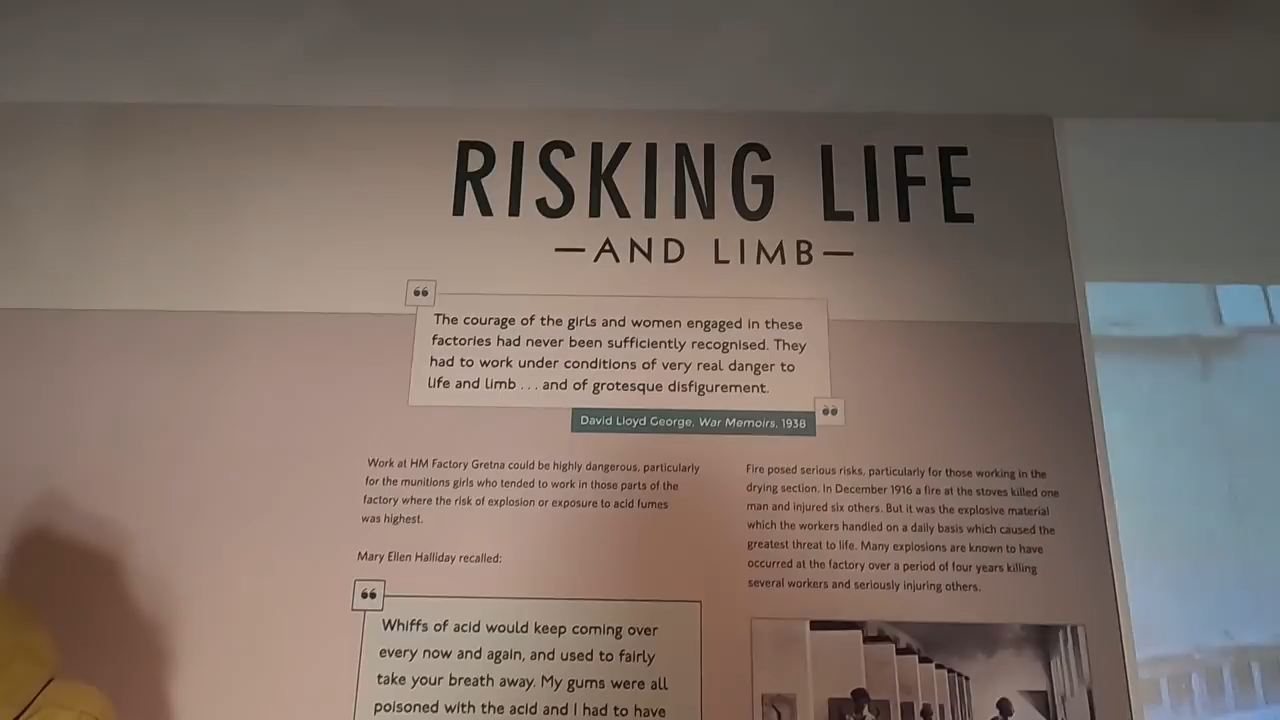 RISKING LIFE
—AND LIMB—
The courage of the girls and women engaged in these
factories had never been sufficiently recognised. They
had to work under conditions of very real danger to
life and limb . . . and of grotesque disfigurement.
David Lloyd George, War Memoirs, 1938
Work at HM Factory Gretna could be highly dangerous, particularly
for the munitions girls who tended to work in those parts of the
factory where the risk of explosion or exposure to acid fumes
was highest.
Mary Ellen Halliday recalled:
Whiffs of acid would keep coming over
every now and again, and used to fairly
take your breath away. My gums were all
poisoned with the acid and I had to have
Fire posed serious risks, particularly for those working in the
drying section. In December 1916 a fire at the stoves killed one
man and injured six others. But it was the explosive material
which the workers handled on a daily basis which caused the
greatest threat to life. Many explosions are known to have
occurred at the factory over a period of four years killing
several workers and seriously injuring others.